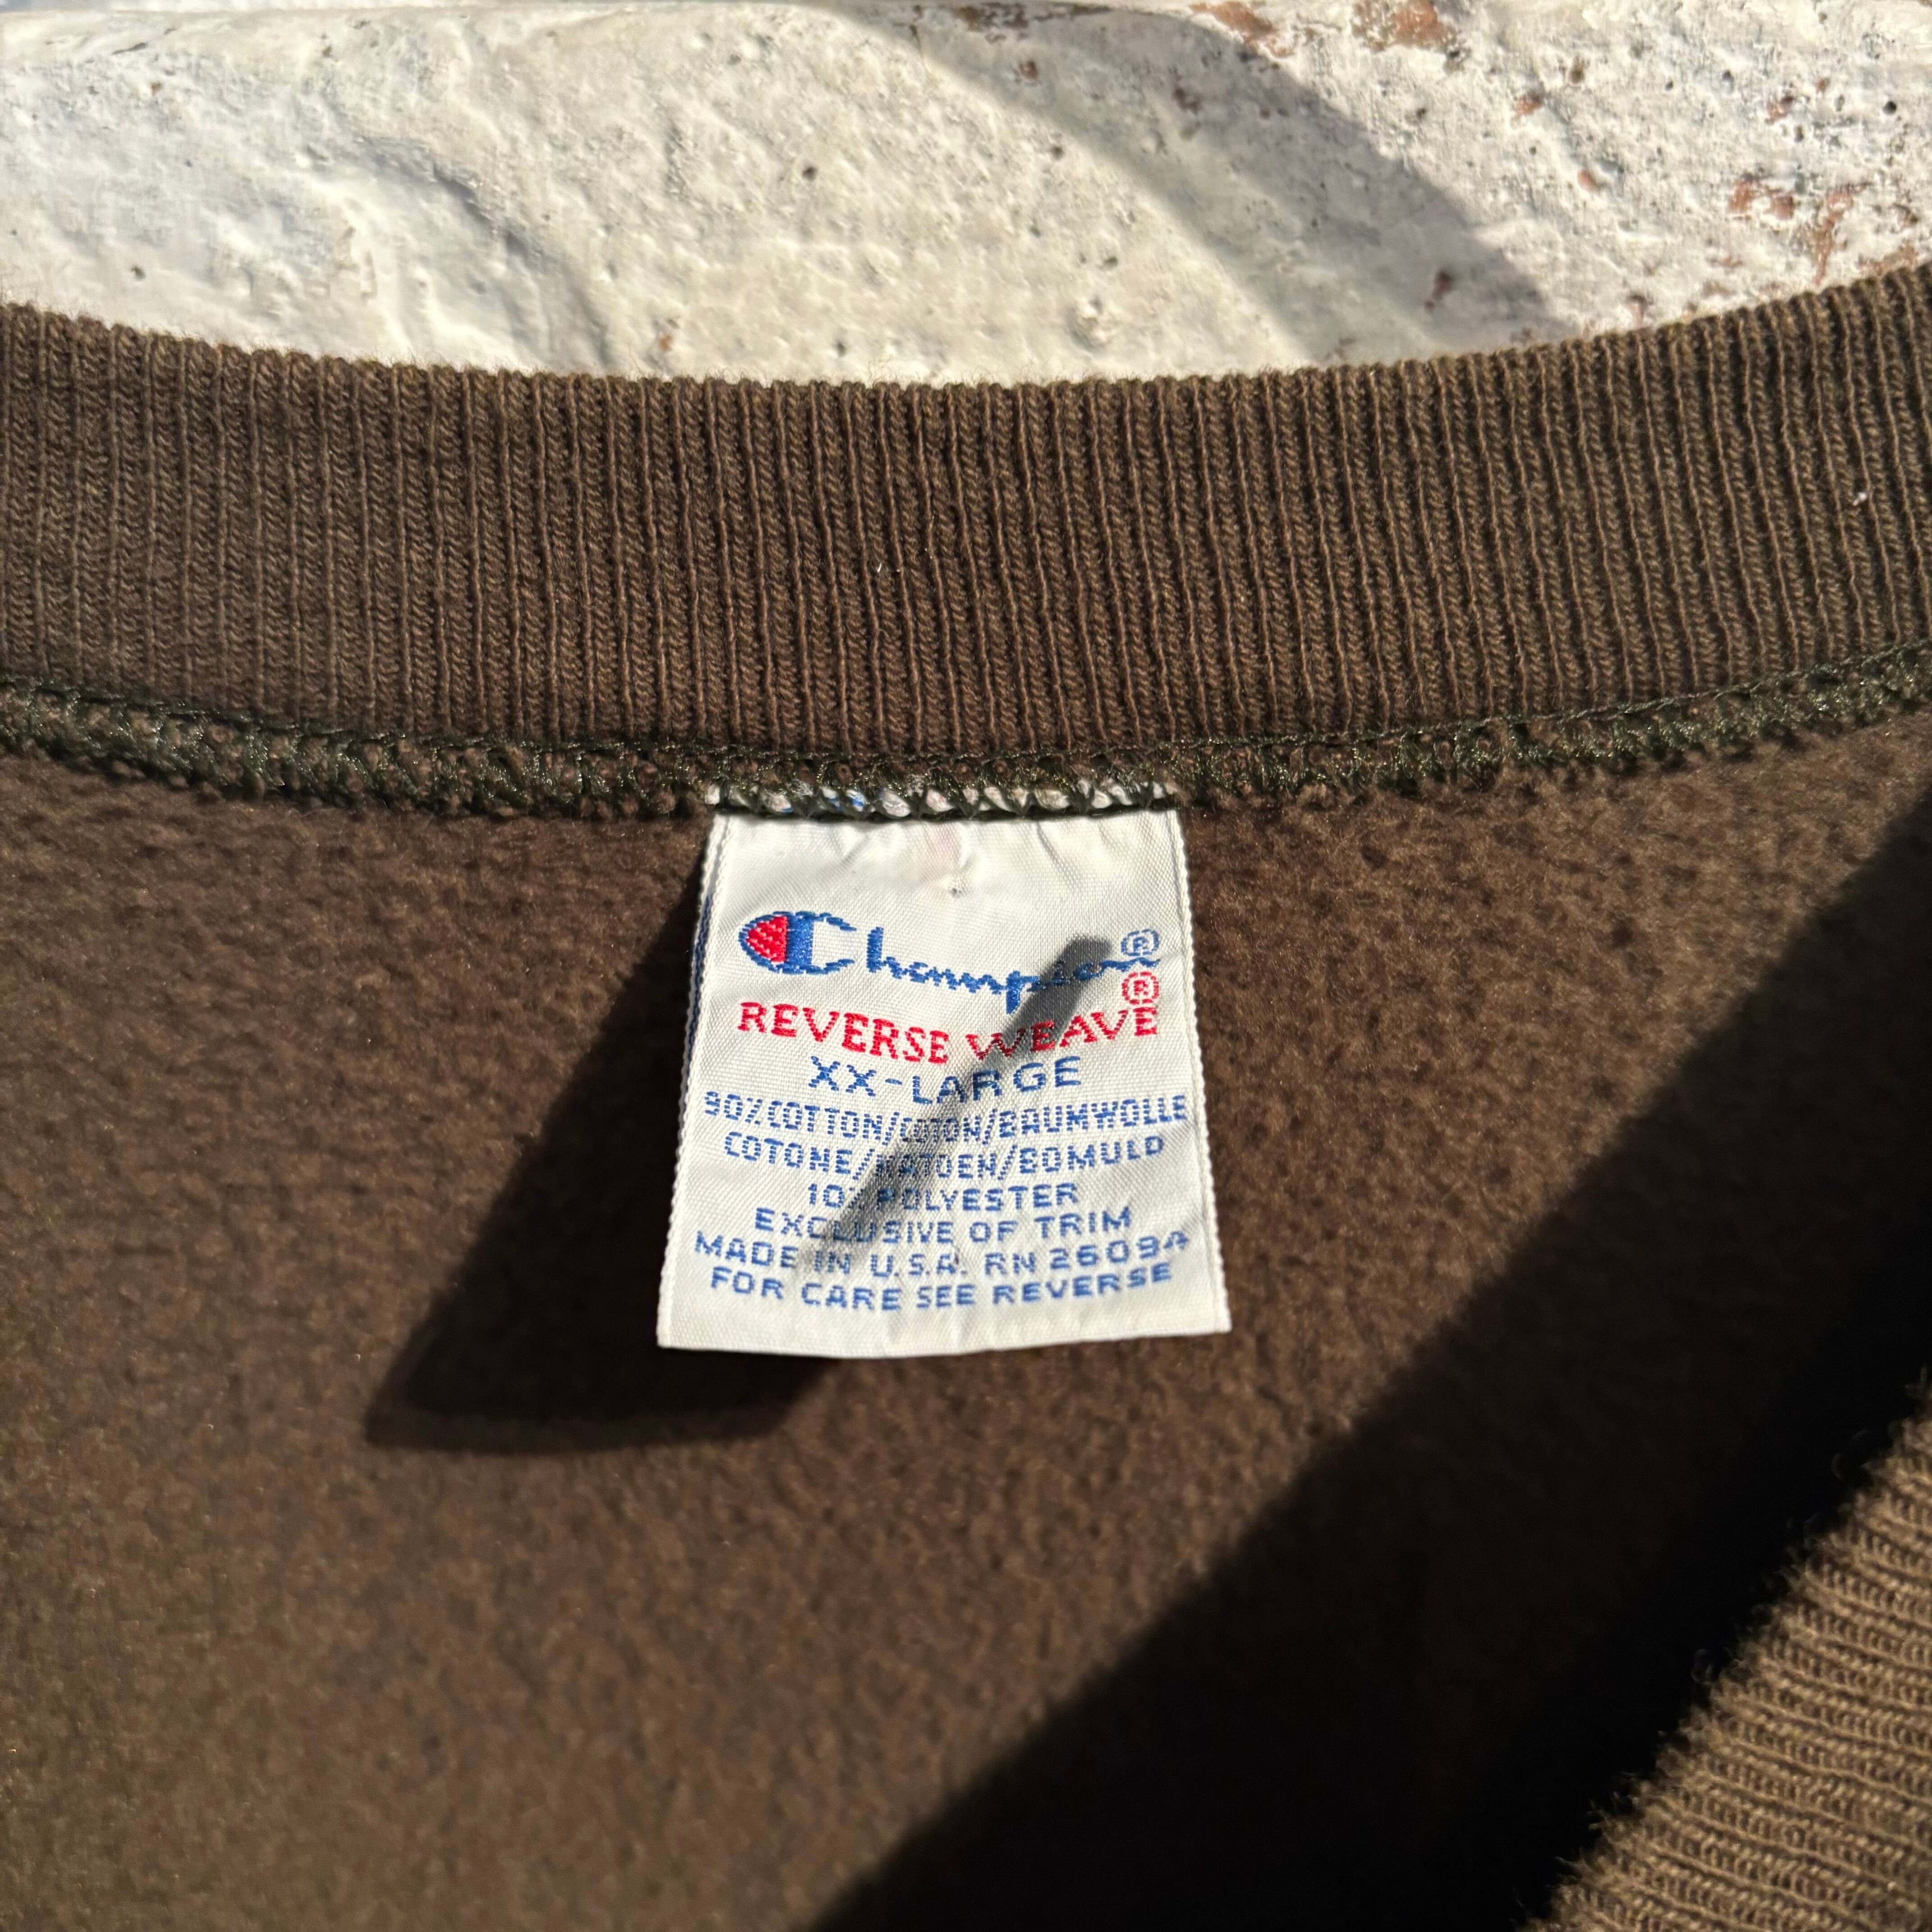 Champion®
REVERSE WEAVE®
XX-LARGE
90% COTTON/COTON/BAUMWOLLE
COTONE/KATOEN/BOMULD
10% POLYESTER
EXCLUSIVE OF TRIM
MADE IN U.S.A. RN 26094
FOR CARE SEE REVERSE